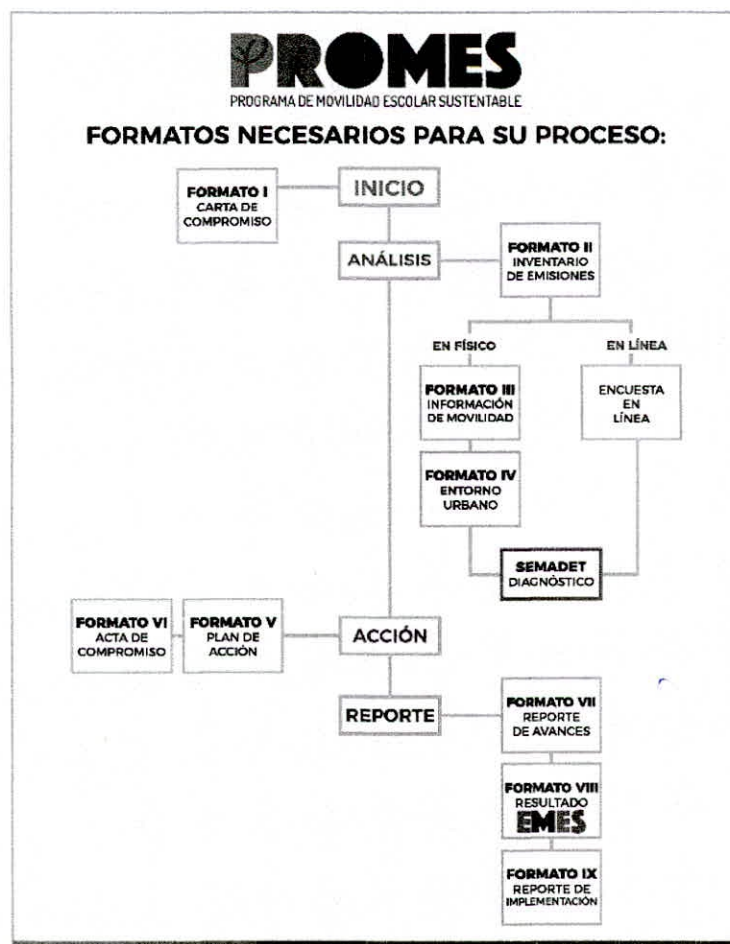 PROMES
PROGRAMA DE MOVILIDAD ESCOLAR SUSTENTABLE
FORMATOS NECESARIOS PARA SU PROCESO:
INICIO
FORMATO I
CARTA DE
COMPROMISO
ANÁLISIS
FORMATO II
INVENTARIO
DE EMISIONES
EN FÍSICO
EN LÍNEA
FORMATO III
INFORMACIÓN
DE MOVILIDAD
ENCUESTA
EN
LÍNEA
FORMATO IV
ENTORNO
URBANO
SEMADET
DIAGNÓSTICO
FORMATO VI
ACTA DE
COMPROMISO
FORMATO V
PLAN DE
ACCIÓN
ACCIÓN
REPORTE
FORMATO VII
REPORTE
DE AVANCES
FORMATO VIII
RESULTADO
EMES
FORMATO IX
REPORTE DE
IMPLEMENTACIÓN